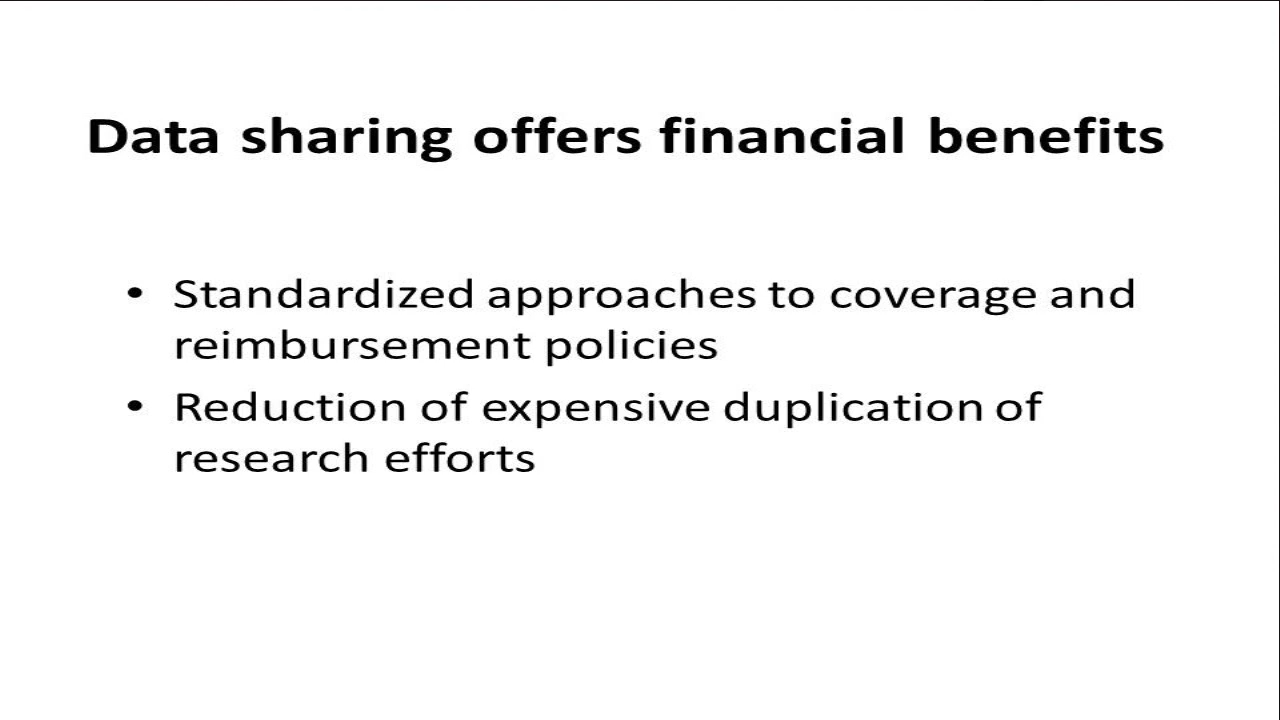 Data sharing offers financial benefits
• Standardized approaches to coverage and
reimbursement policies
• Reduction of expensive duplication of
research efforts